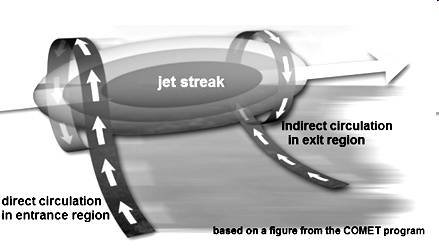 jet streak
indirect circulation
in exit region
direct circulation
in entrance region
based on a figure from the COMET program